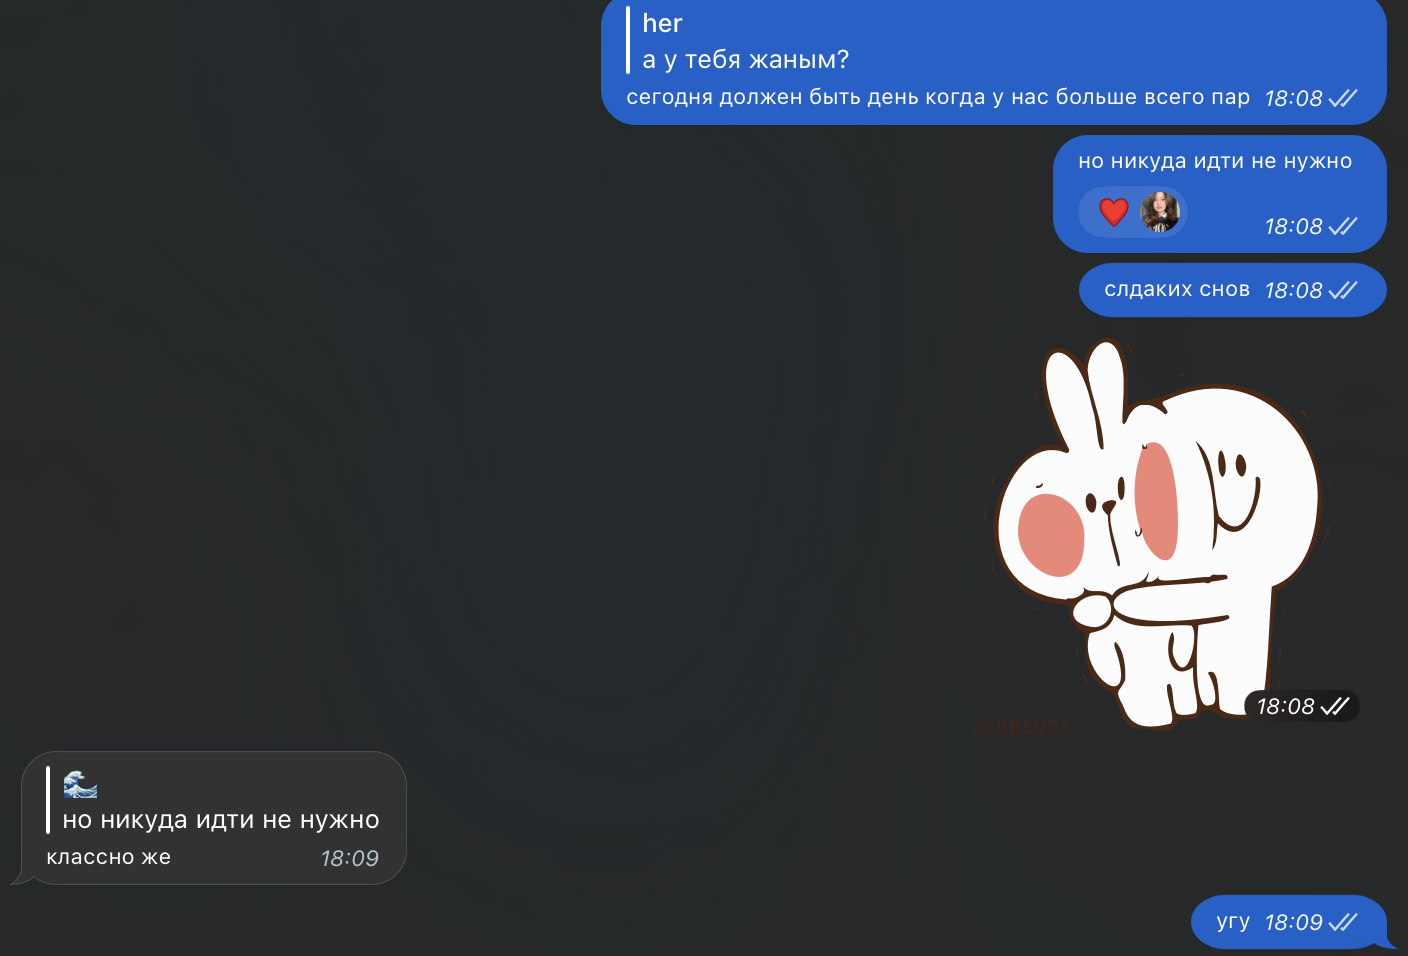 her
а у тебя жаным?
сегодня должен быть день когда у нас больше всего пар 18:08
но никуда идти не нужно
18:08
слдаких снов 18:08
18:08
@ARC021
но никуда идти не нужно
классно же 18:09
угу 18:09